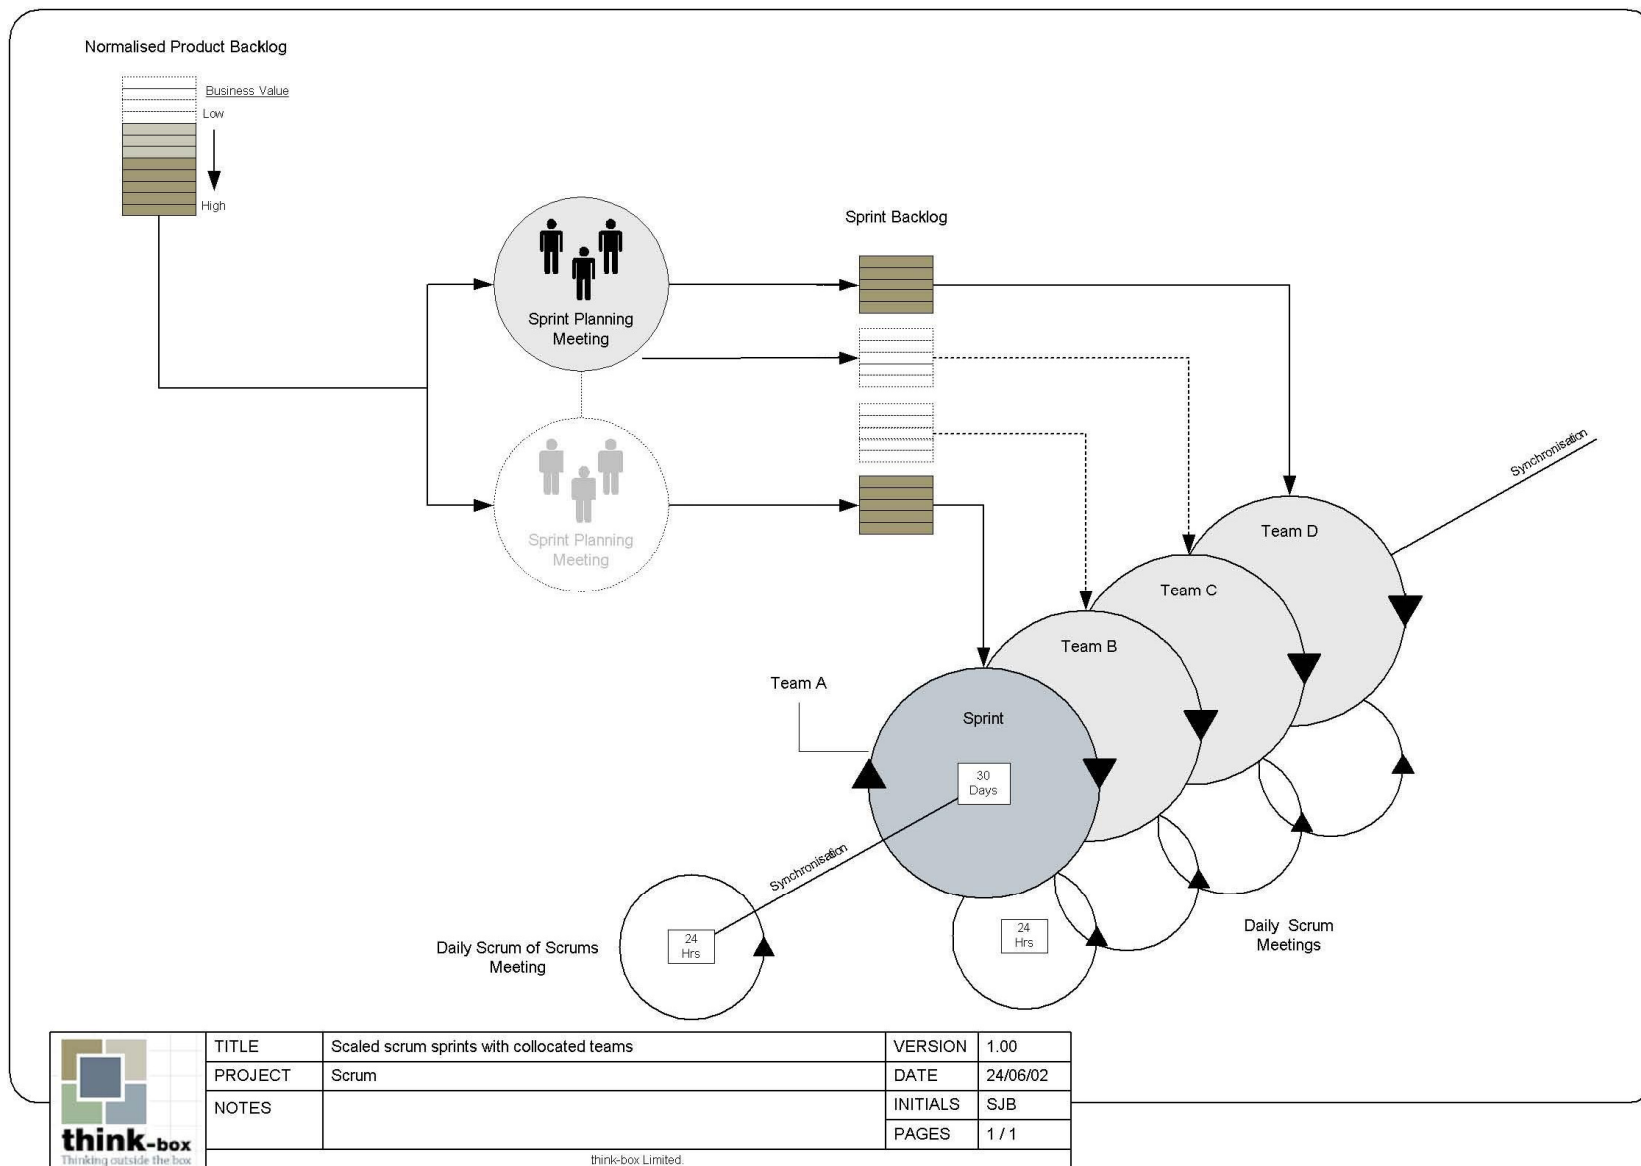 Normalised Product Backlog
Business Value
Low
High
Sprint Planning
Meeting
Sprint Backlog
Sprint Planning
Meeting
Synchronisation
Team D
Team C
Team B
Team A
Sprint
30
Days
Synchronisation
24
Hrs
Daily Scrum of Scrums
Meeting
24
Hrs
Daily Scrum
Meetings
TITLE Scaled scrum sprints with collocated teams VERSION 1.00
PROJECT Scrum DATE 24/06/02
NOTES INITIALS SJB
PAGES 1 / 1
think-box
Thinking outside the box
think-box Limited.